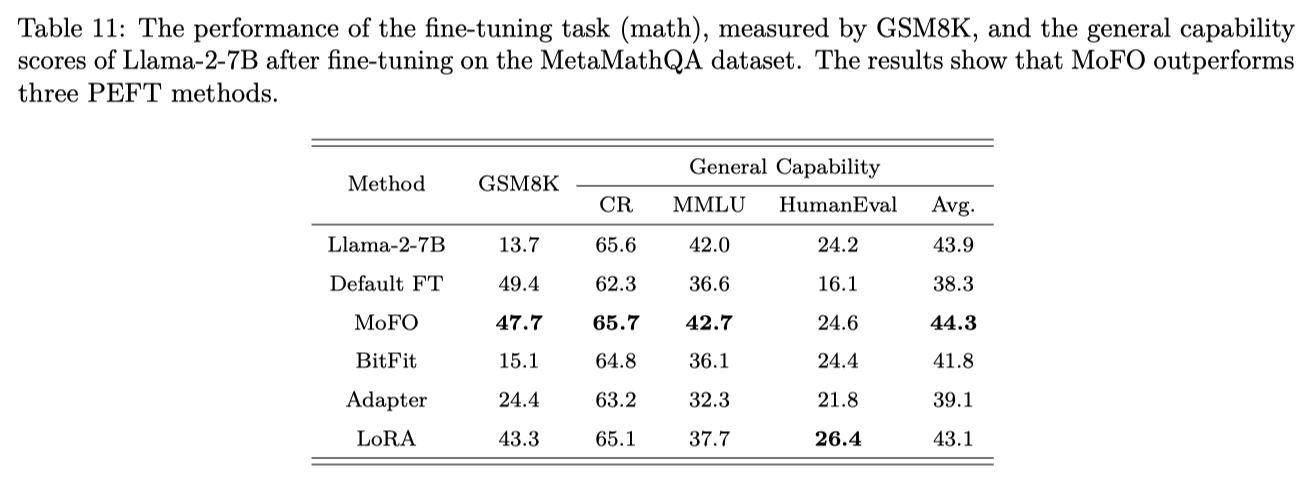 Table 11: The performance of the fine-tuning task (math), measured by GSM8K, and the general capability
scores of Llama-2-7B after fine-tuning on the MetaMathQA dataset. The results show that MoFO outperforms
three PEFT methods.
Method GSM8K General Capability
CR MMLU HumanEval Avg.
Llama-2-7B 13.7 65.6 42.0 24.2 43.9
Default FT 49.4 62.3 36.6 16.1 38.3
MoFO 47.7 65.7 42.7 24.6 44.3
BitFit 15.1 64.8 36.1 24.4 41.8
Adapter 24.4 63.2 32.3 21.8 39.1
LoRA 43.3 65.1 37.7 26.4 43.1